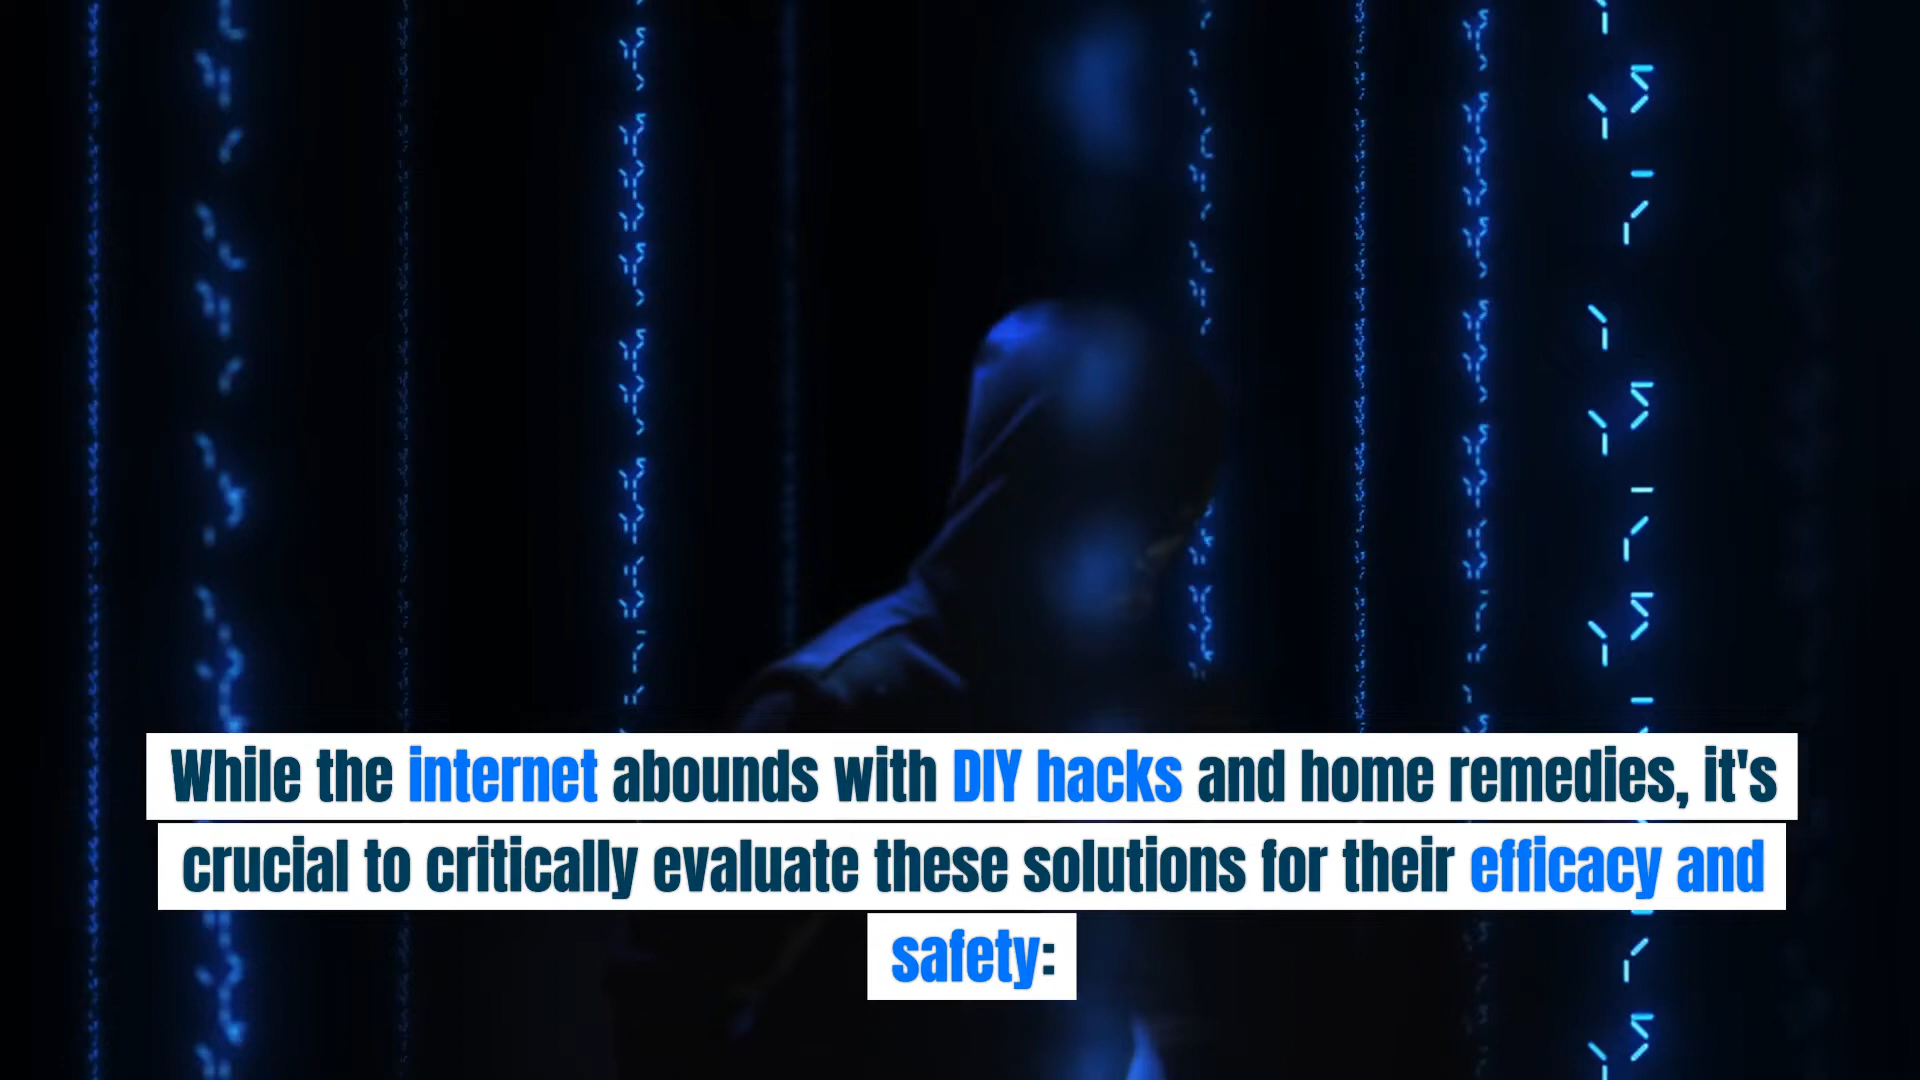 While the internet abounds with DIY hacks and home remedies, it's
crucial to critically evaluate these solutions for their efficacy and
safety: